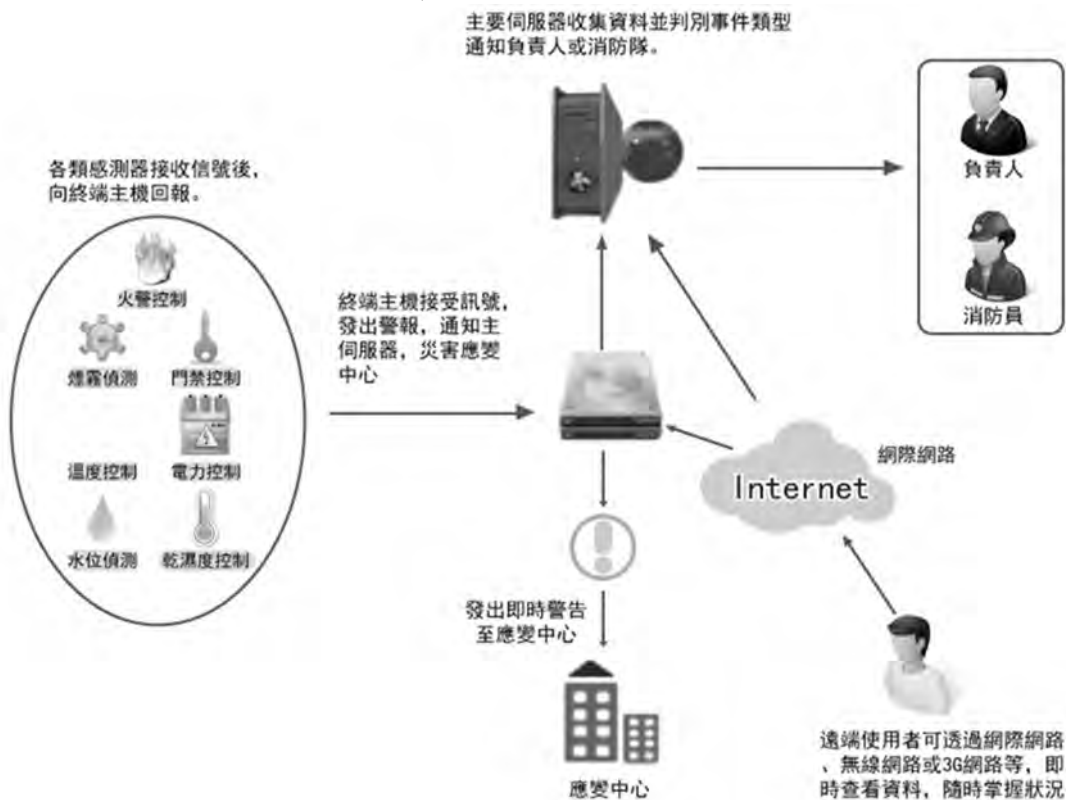 主要伺服器收集資料並判別事件類型
通知負責人或消防隊。
負責人
消防員
各類感測器接收信號後,
向終端主機回報。
火警控制
煙霧偵測
門禁控制
溫度控制
電力控制
水位偵測
乾濕度控制
終端主機接受訊號,
發出警報, 通知主
伺服器, 災害應變
中心
網際網路
Internet
發出即時警告
至應變中心
應變中心
遠端使用者可透過網際網路
、無線網路或3G網路等, 即
時查看資料, 隨時掌握狀況